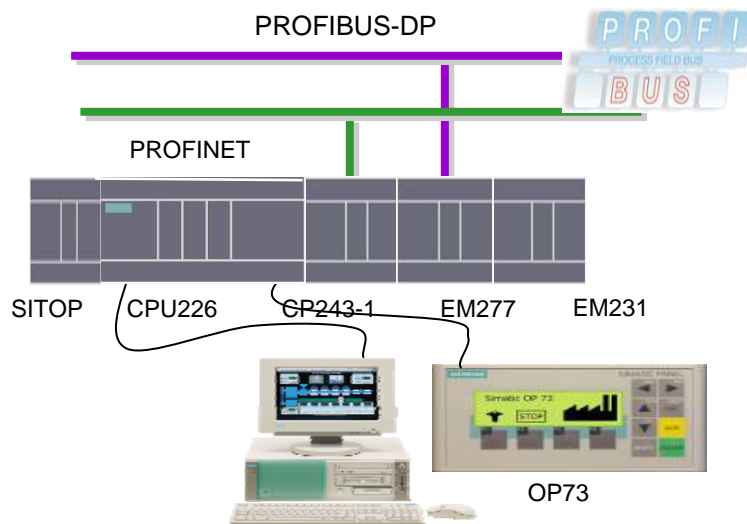 PROFIBUS-DP
PROFI
PROCESS FIELD BUS
BUS
PROFINET
SITOP
CPU226
CP243-1
EM277
EM231
SIEMENS
SIMATIC PANEL
Simatic OP 73
STOP
OP73